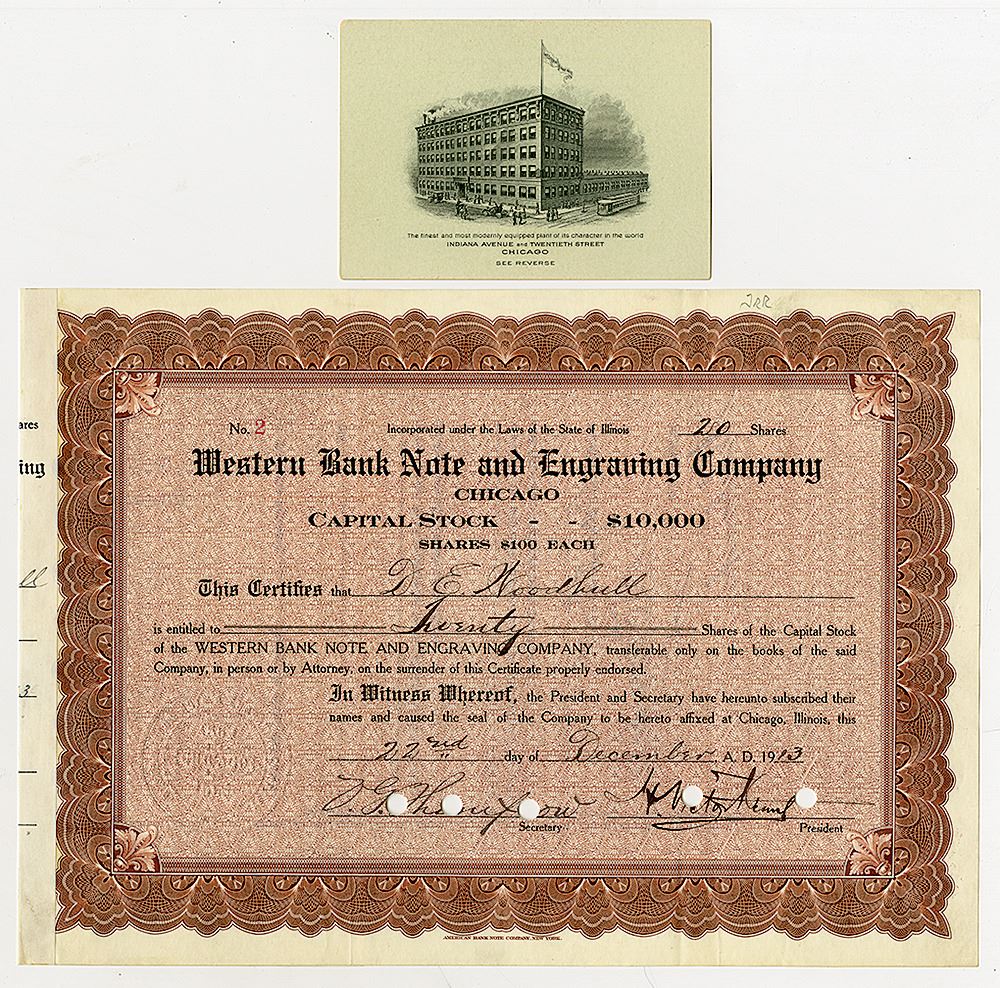 The finest and most modernly equipped plant of its character in the world
INDIANA AVENUE and TWENTIETH STREET
CHICAGO
SEE REVERSE
JRR
ares
ing
ll
3
No. 2 Incorporated under the Laws of the State of Illinois 20 Shares
Western Bank Note and Engraving Company
CHICAGO
CAPITAL STOCK - - $10,000
SHARES $100 EACH
This Certifies that D. E. Woodhull
is entitled to Twenty Shares of the Capital Stock
of the WESTERN BANK NOTE AND ENGRAVING COMPANY, transferable only on the books of the said
Company, in person or by Attorney, on the surrender of this Certificate properly endorsed.
In Witness Whereof, the President and Secretary have hereunto subscribed their
names and caused the seal of the Company to be hereto affixed at Chicago, Illinois, this
22nd day of December A. D. 1913
Secretary President
AMERICAN BANK NOTE COMPANY, NEW YORK.